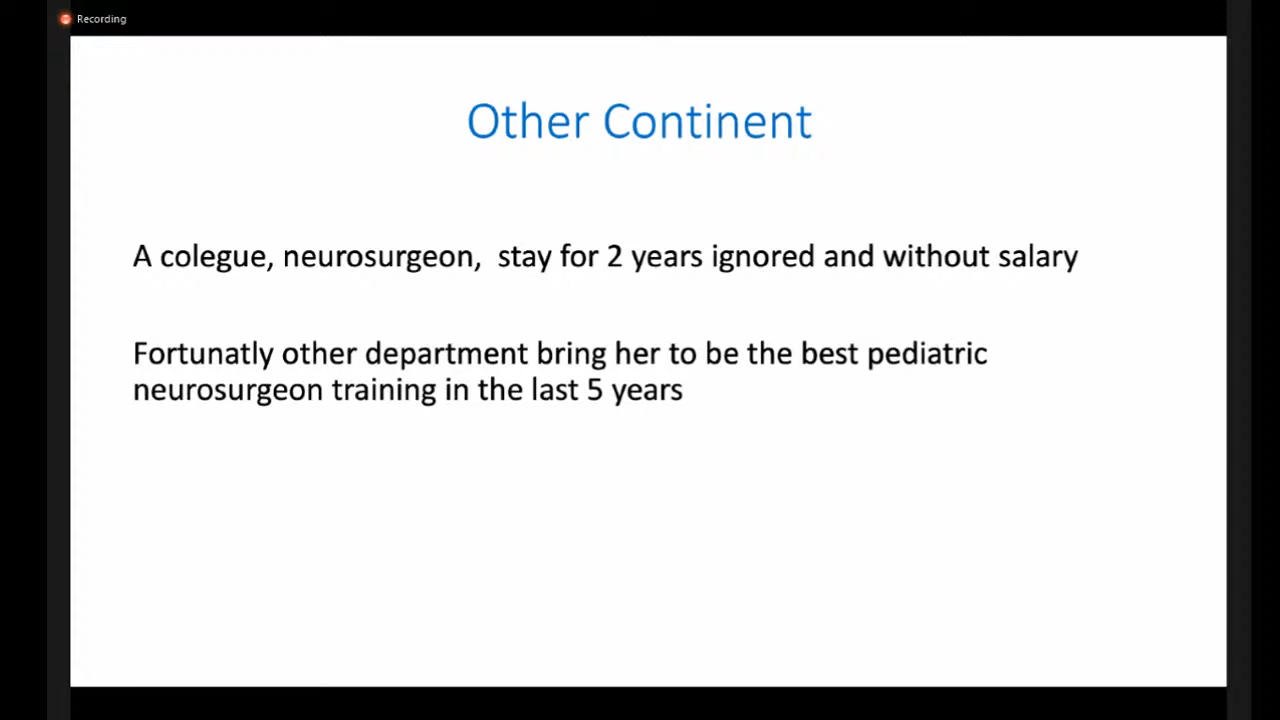 Recording
Other Continent
A colegue, neurosurgeon,  stay for 2 years ignored and without salary
Fortunatly other department bring her to be the best pediatric
neurosurgeon training in the last 5 years